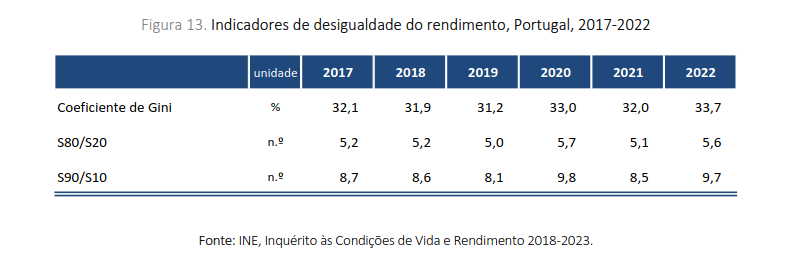 Figura 13. Indicadores de desigualdade do rendimento, Portugal, 2017-2022
unidade 2017 2018 2019 2020 2021 2022
Coeficiente de Gini % 32,1 31,9 31,2 33,0 32,0 33,7
S80/S20 n.º 5,2 5,2 5,0 5,7 5,1 5,6
S90/S10 n.º 8,7 8,6 8,1 9,8 8,5 9,7
Fonte: INE, Inquérito às Condições de Vida e Rendimento 2018-2023.